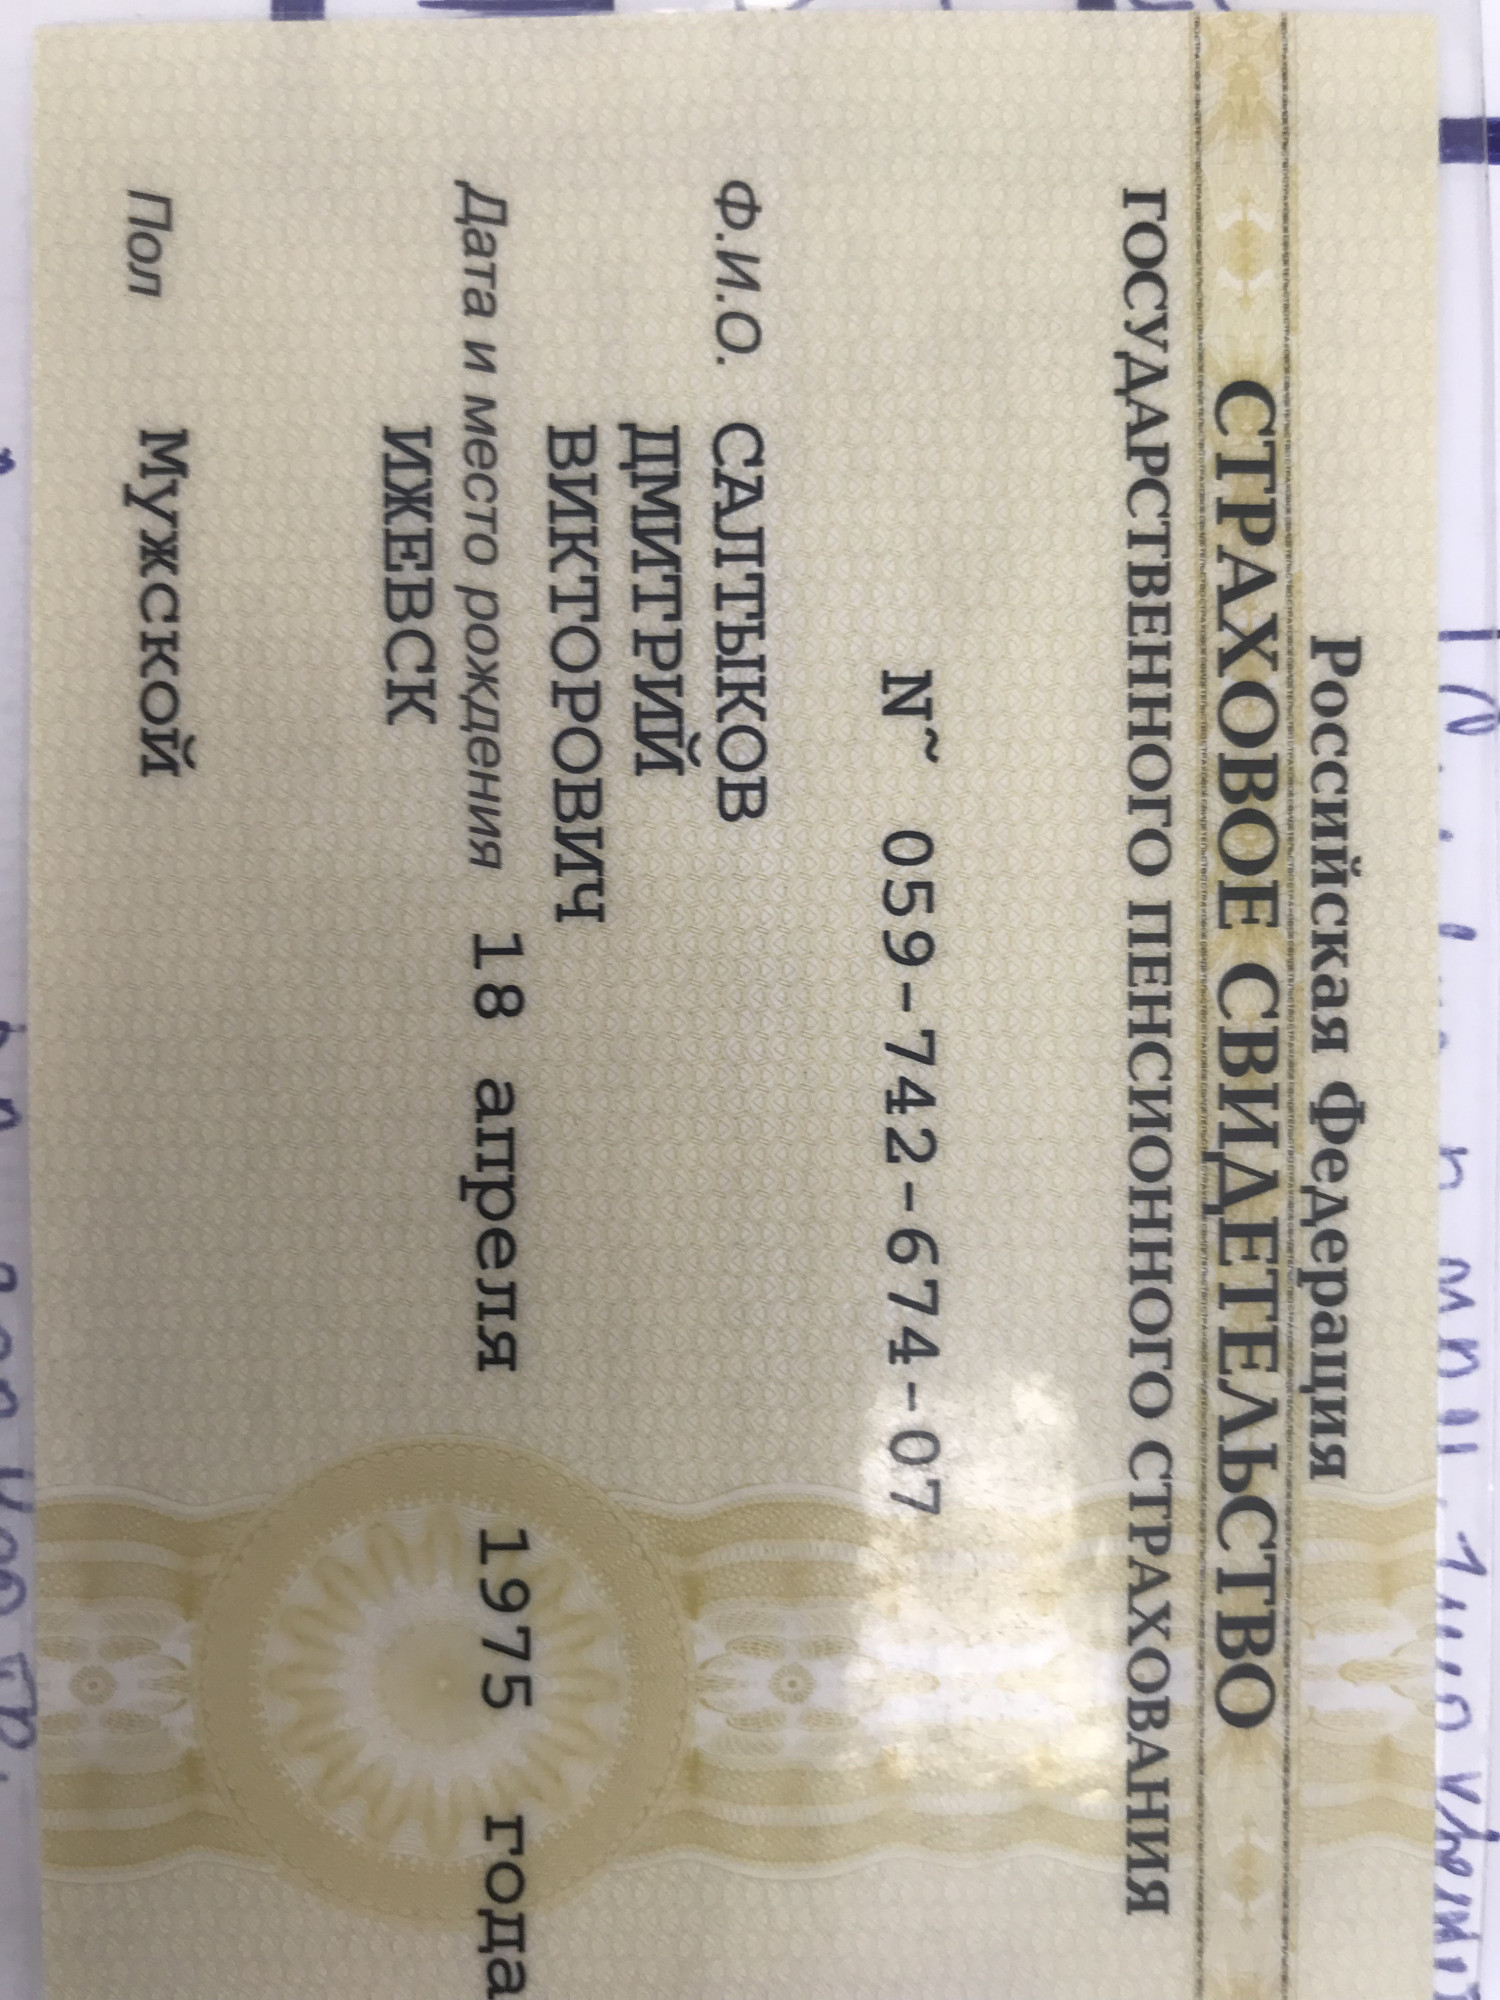 Российская Федерация
СТРАХОВОЕ СВИДЕТЕЛЬСТВО
ГОСУДАРСТВЕННОГО ПЕНСИОННОГО СТРАХОВАНИЯ
N~ 059-742-674-07
Ф.И.О. САЛТЫКОВ
ДМИТРИЙ
ВИКТОРОВИЧ
Дата и место рождения 18 апреля 1975 года
ИЖЕВСК
Пол Мужской